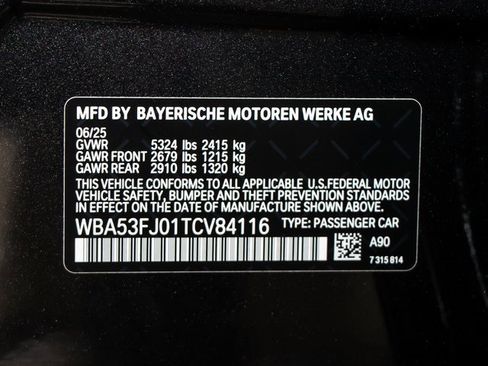 MFD BY BAYERISCHE MOTOREN WERKE AG
06/25
GVWR 5324 lbs 2415 kg
GAWR FRONT 2679 lbs 1215 kg
GAWR REAR 2910 lbs 1320 kg
THIS VEHICLE CONFORMS TO ALL APPLICABLE U.S.FEDERAL MOTOR
VEHICLE SAFETY, BUMPER AND THEFT PREVENTION STANDARDS
IN EFFECT ON THE DATE OF MANUFACTURE SHOWN ABOVE.
WBA53FJ01TCV84116 TYPE: PASSENGER CAR
A90
7 315 814